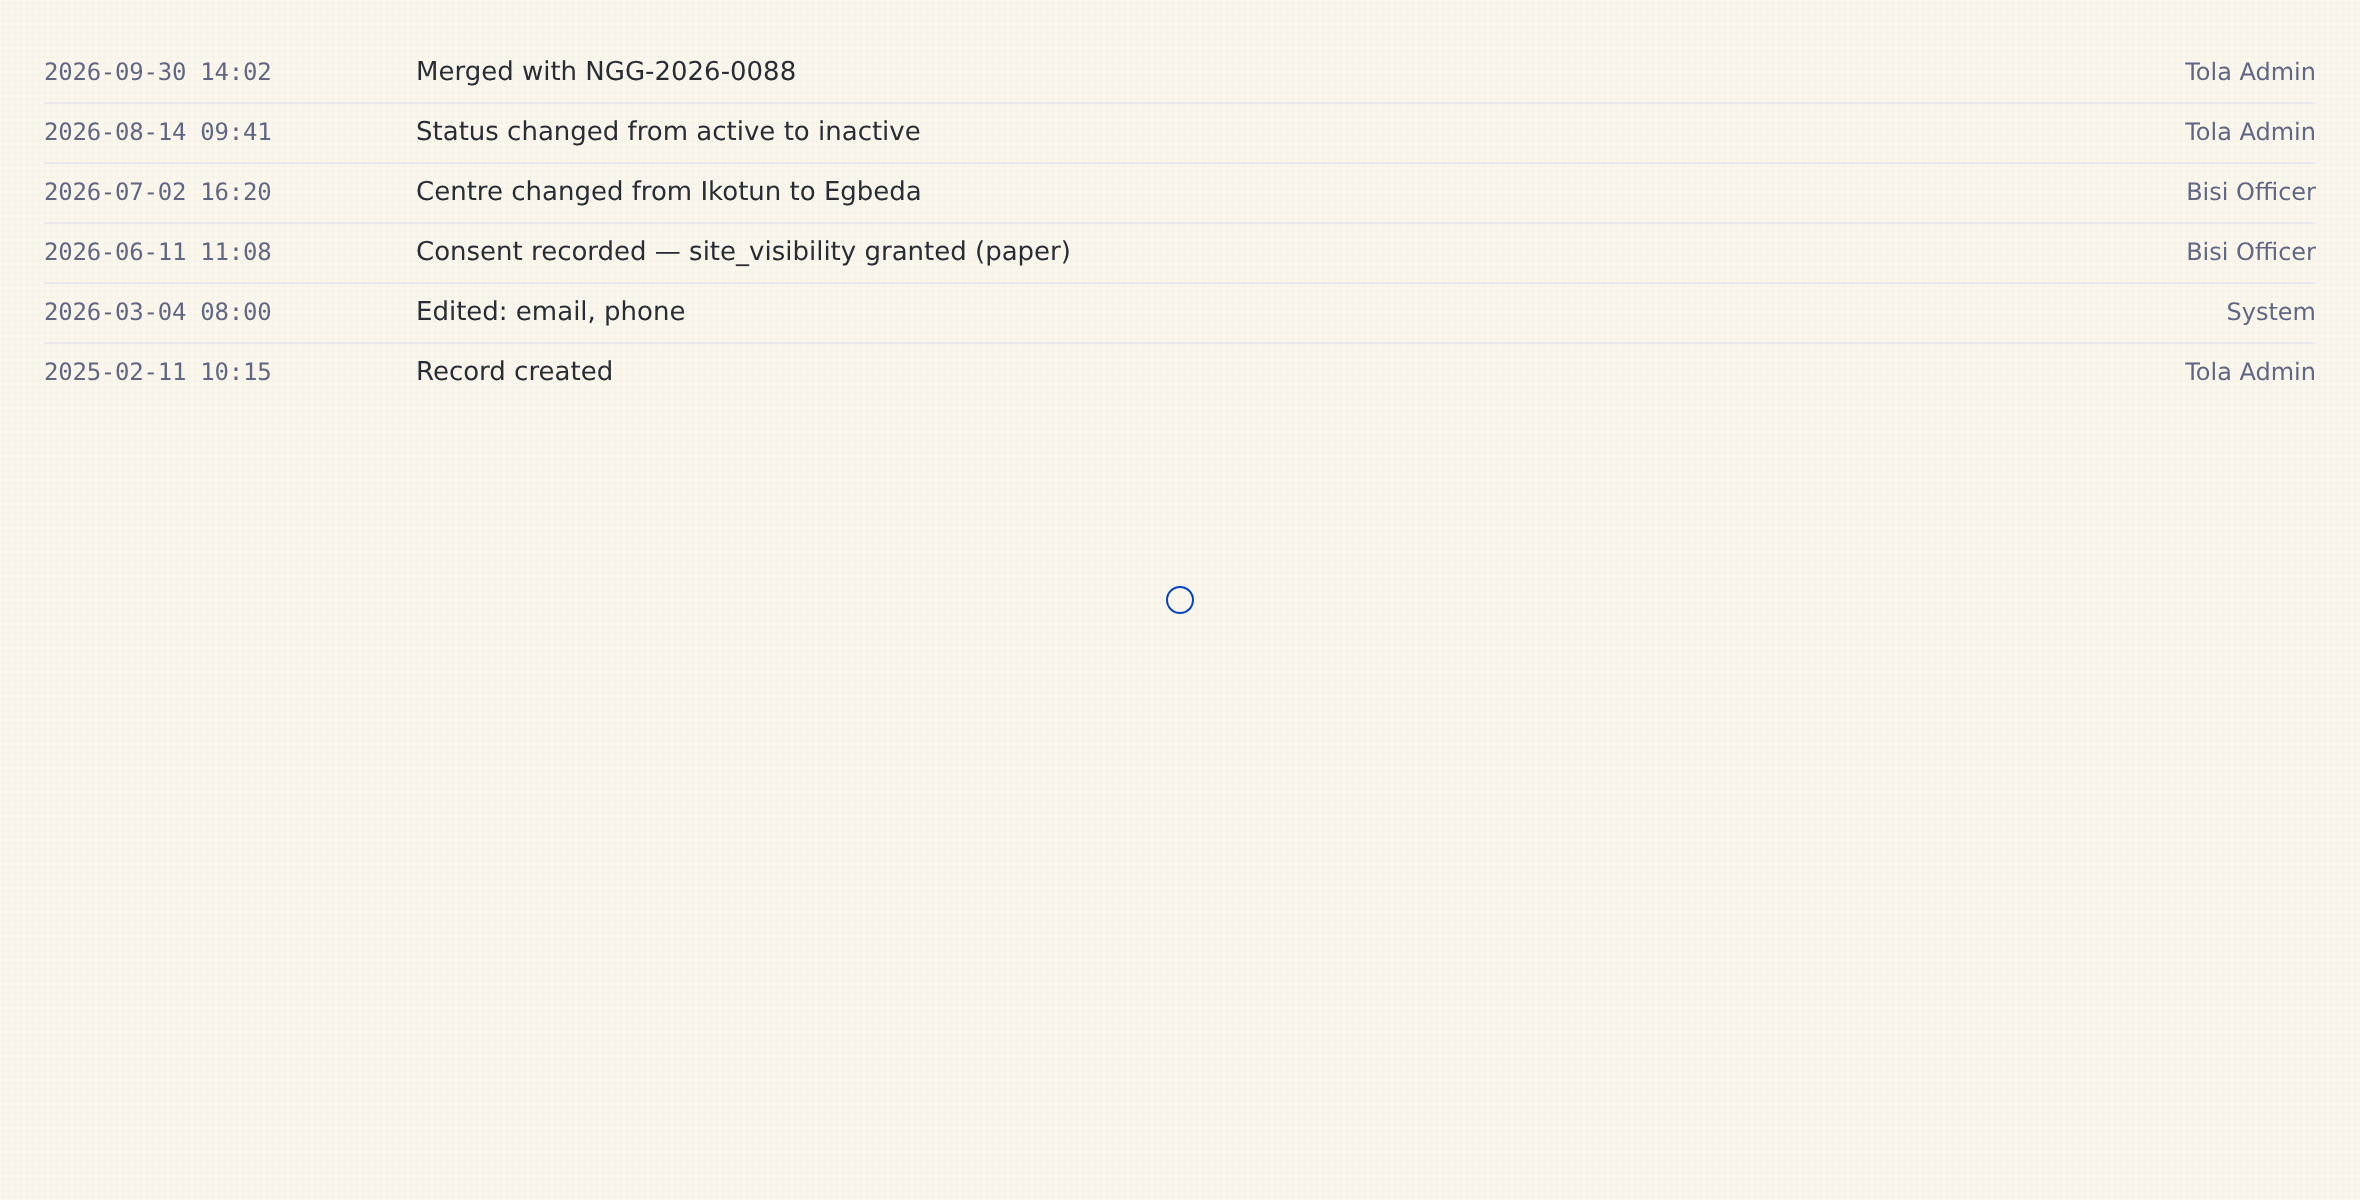 2026-09-30 14:02 Merged with NGG-2026-0088 Tola Admin
2026-08-14 09:41 Status changed from active to inactive Tola Admin
2026-07-02 16:20 Centre changed from Ikotun to Egbeda Bisi Officer
2026-06-11 11:08 Consent recorded — site_visibility granted (paper) Bisi Officer
2026-03-04 08:00 Edited: email, phone System
2025-02-11 10:15 Record created Tola Admin